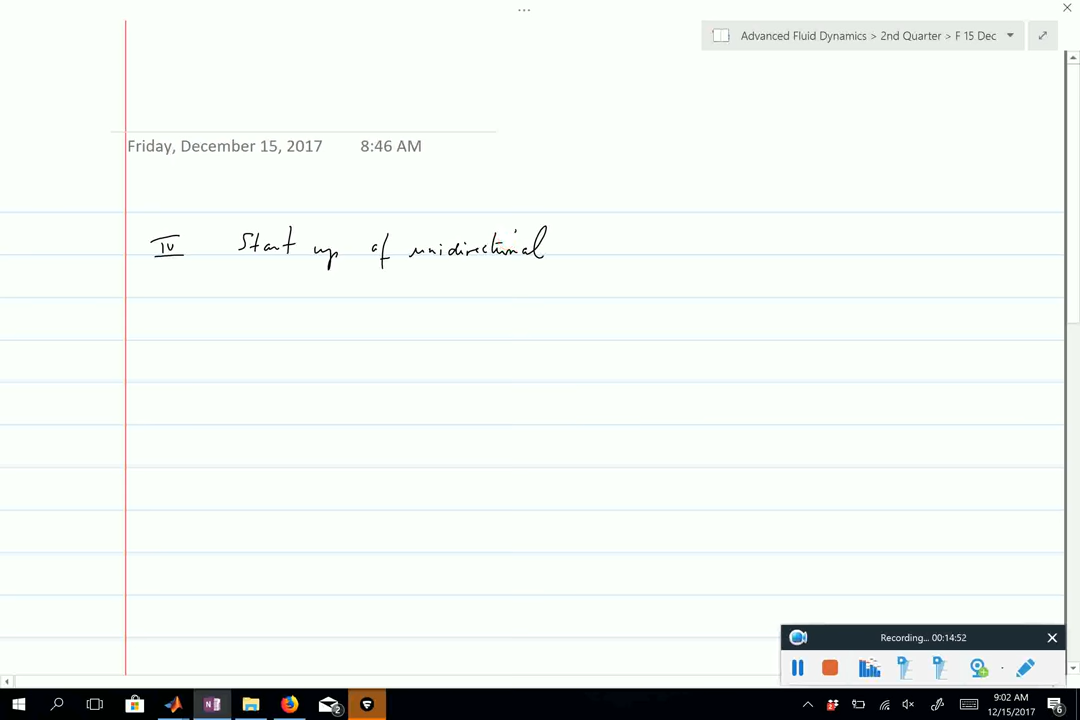 Advanced Fluid Dynamics > 2nd Quarter > F 15 Dec
Friday, December 15, 2017 8:46 AM
IV Start up of unidirectional
Recording... 00:14:52
9:02 AM
12/15/2017